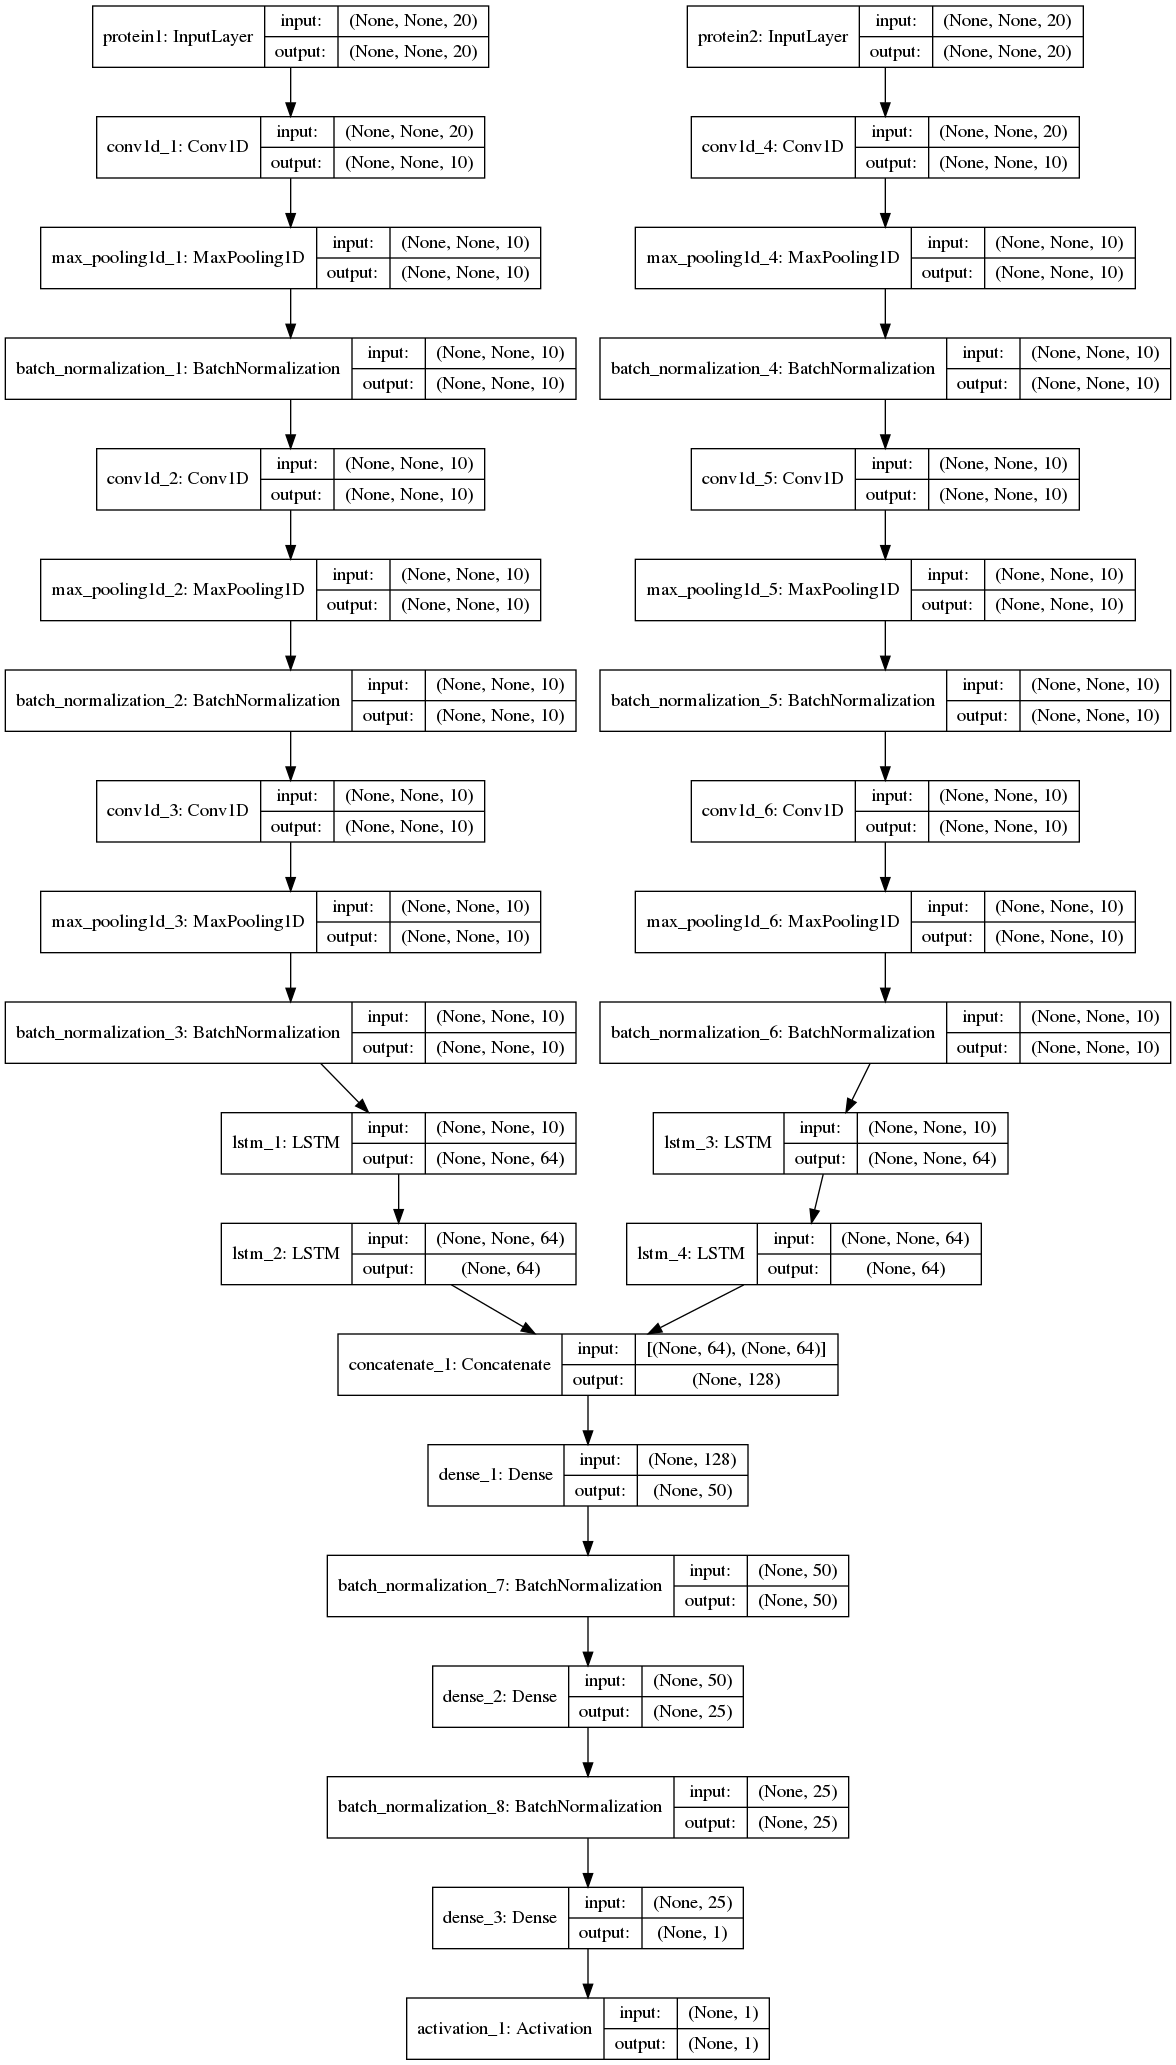 protein1: InputLayer
input: (None, None, 20)
output: (None, None, 20)
protein2: InputLayer
input: (None, None, 20)
output: (None, None, 20)
conv1d_1: Conv1D
input: (None, None, 20)
output: (None, None, 10)
conv1d_4: Conv1D
input: (None, None, 20)
output: (None, None, 10)
max_pooling1d_1: MaxPooling1D
input: (None, None, 10)
output: (None, None, 10)
max_pooling1d_4: MaxPooling1D
input: (None, None, 10)
output: (None, None, 10)
batch_normalization_1: BatchNormalization
input: (None, None, 10)
output: (None, None, 10)
batch_normalization_4: BatchNormalization
input: (None, None, 10)
output: (None, None, 10)
conv1d_2: Conv1D
input: (None, None, 10)
output: (None, None, 10)
conv1d_5: Conv1D
input: (None, None, 10)
output: (None, None, 10)
max_pooling1d_2: MaxPooling1D
input: (None, None, 10)
output: (None, None, 10)
max_pooling1d_5: MaxPooling1D
input: (None, None, 10)
output: (None, None, 10)
batch_normalization_2: BatchNormalization
input: (None, None, 10)
output: (None, None, 10)
batch_normalization_5: BatchNormalization
input: (None, None, 10)
output: (None, None, 10)
conv1d_3: Conv1D
input: (None, None, 10)
output: (None, None, 10)
conv1d_6: Conv1D
input: (None, None, 10)
output: (None, None, 10)
max_pooling1d_3: MaxPooling1D
input: (None, None, 10)
output: (None, None, 10)
max_pooling1d_6: MaxPooling1D
input: (None, None, 10)
output: (None, None, 10)
batch_normalization_3: BatchNormalization
input: (None, None, 10)
output: (None, None, 10)
batch_normalization_6: BatchNormalization
input: (None, None, 10)
output: (None, None, 10)
lstm_1: LSTM
input: (None, None, 10)
output: (None, None, 64)
lstm_3: LSTM
input: (None, None, 10)
output: (None, None, 64)
lstm_2: LSTM
input: (None, None, 64)
output: (None, 64)
lstm_4: LSTM
input: (None, None, 64)
output: (None, 64)
concatenate_1: Concatenate
input: [(None, 64), (None, 64)]
output: (None, 128)
dense_1: Dense
input: (None, 128)
output: (None, 50)
batch_normalization_7: BatchNormalization
input: (None, 50)
output: (None, 50)
dense_2: Dense
input: (None, 50)
output: (None, 25)
batch_normalization_8: BatchNormalization
input: (None, 25)
output: (None, 25)
dense_3: Dense
input: (None, 25)
output: (None, 1)
activation_1: Activation
input: (None, 1)
output: (None, 1)